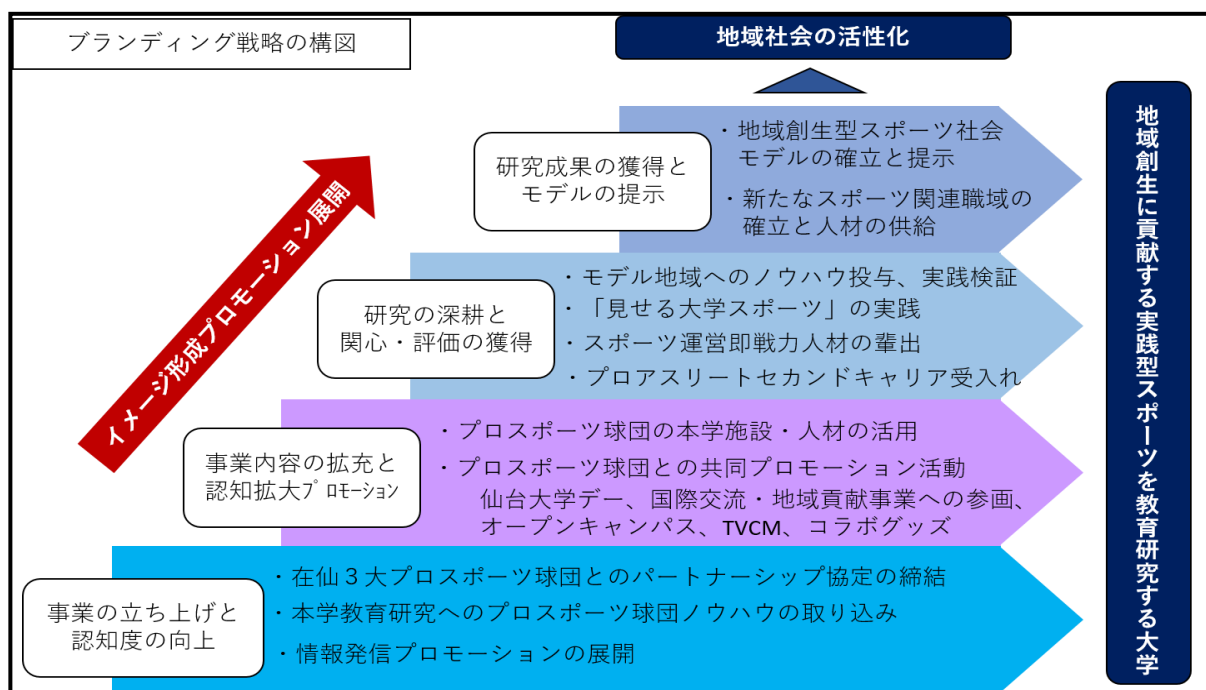 ブランディング戦略の構図
地域社会の活性化
研究成果の獲得と
モデルの提示
・地域創生型スポーツ社会
モデルの確立と提示
・新たなスポーツ関連職域の
確立と人材の供給
研究の深耕と
関心・評価の獲得
・モデル地域へのノウハウ投与、実践検証
・「見せる大学スポーツ」の実践
・スポーツ運営即戦力人材の輩出
・プロアスリートセカンドキャリア受入れ
事業内容の拡充と
認知拡大ﾌﾟﾛﾓｰｼｮﾝ
・プロスポーツ球団の本学施設・人材の活用
・プロスポーツ球団との共同プロモーション活動
仙台大学デー、国際交流・地域貢献事業への参画、
オープンキャンパス、TVCM、コラボグッズ
事業の立ち上げと
認知度の向上
・在仙３大プロスポーツ球団とのパートナーシップ協定の締結
・本学教育研究へのプロスポーツ球団ノウハウの取り込み
・情報発信プロモーションの展開
イメージ形成プロモーション展開
地域創生に貢献する実践型スポーツを教育研究する大学